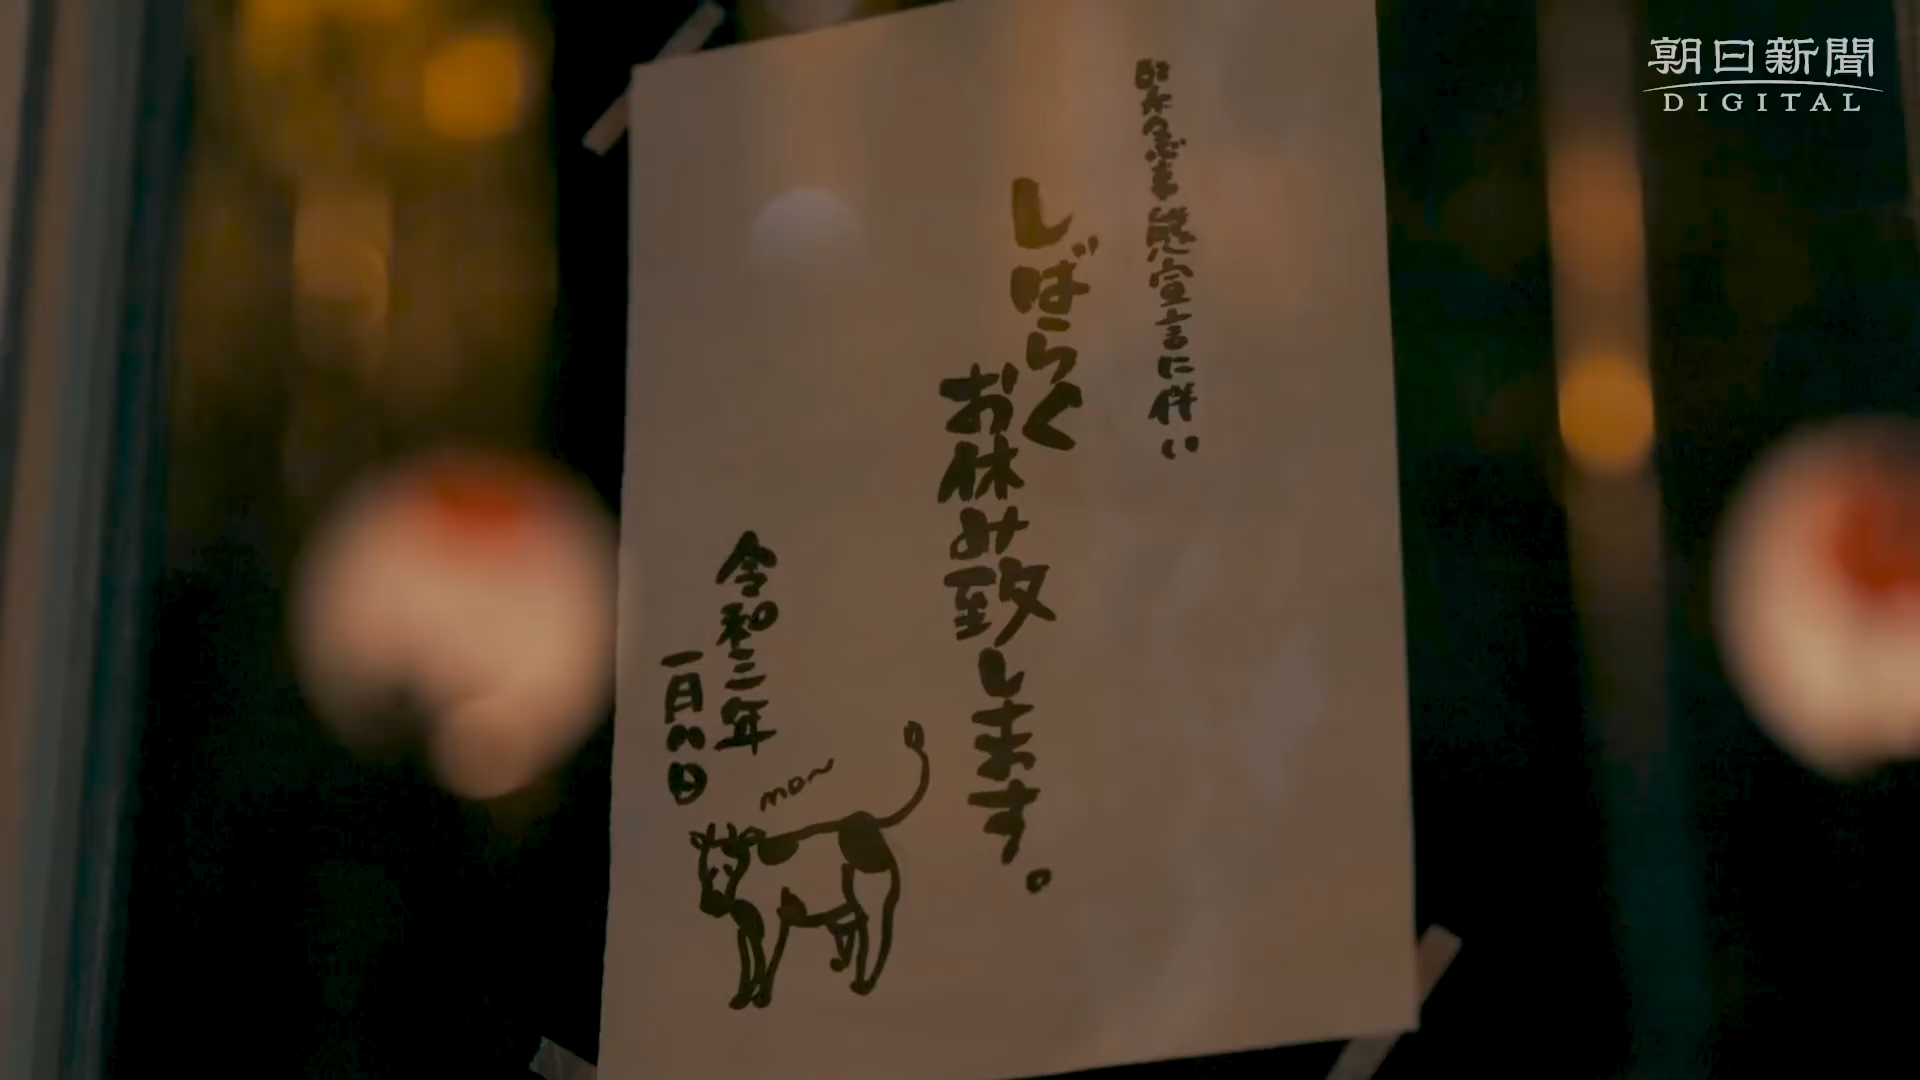 緊急事態宣言に伴い
しばらく
お休み致します。
令和三年
一月八日
mo~
朝日新聞
DIGITAL